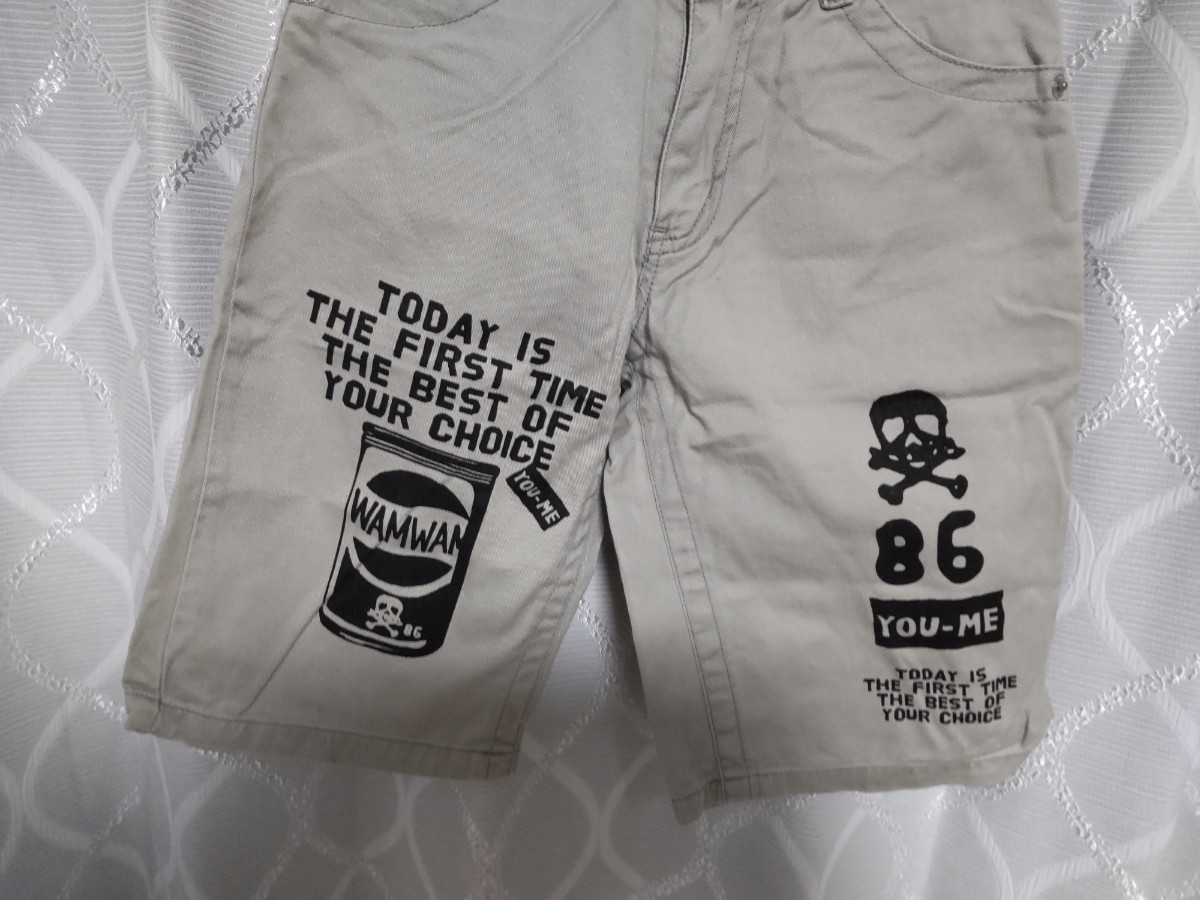 TODAY IS
THE FIRST TIME
THE BEST OF
YOUR CHOICE
YOU-ME
WAMWAM
86
86
YOU-ME
TODAY IS
THE FIRST TIME
THE BEST OF
YOUR CHOICE